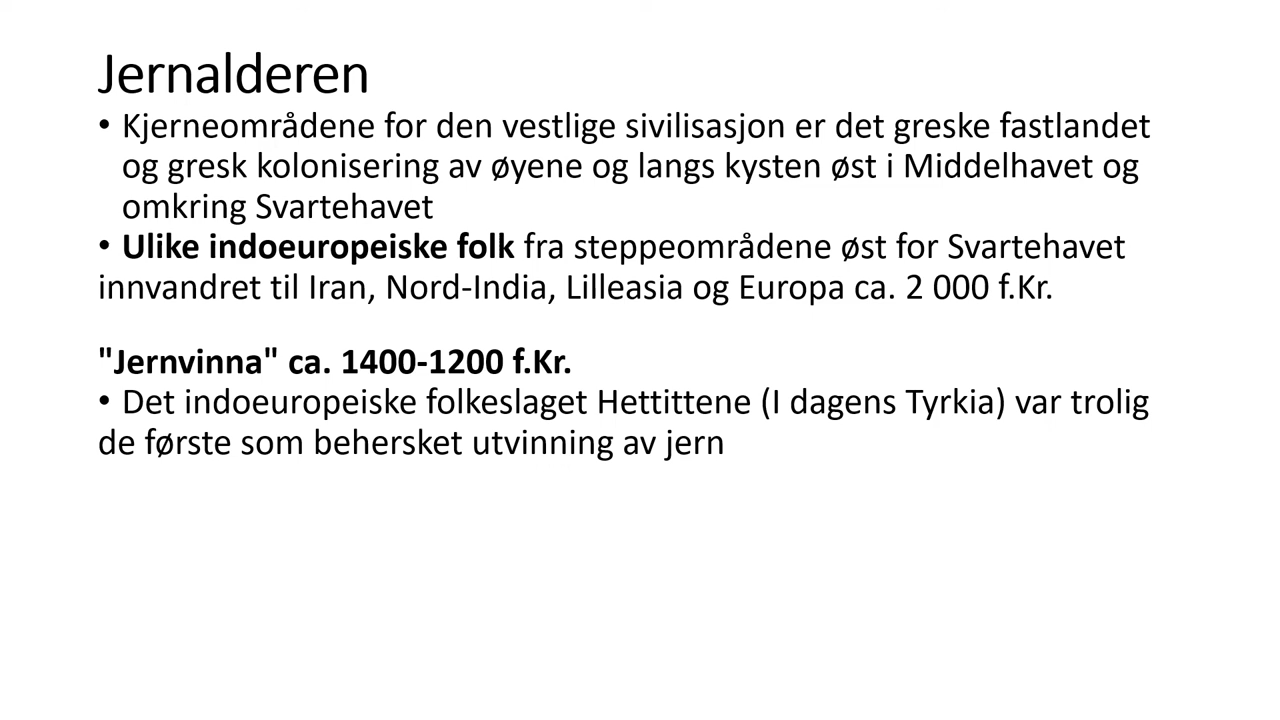 Jernalderen
• Kjerneområdene for den vestlige sivilisasjon er det greske fastlandet
og gresk kolonisering av øyene og langs kysten øst i Middelhavet og
omkring Svartehavet
• Ulike indoeuropeiske folk fra steppeområdene øst for Svartehavet
innvandret til Iran, Nord-India, Lilleasia og Europa ca. 2 000 f.Kr.
"Jernvinna" ca. 1400-1200 f.Kr.
• Det indoeuropeiske folkeslaget Hettittene (I dagens Tyrkia) var trolig
de første som behersket utvinning av jern